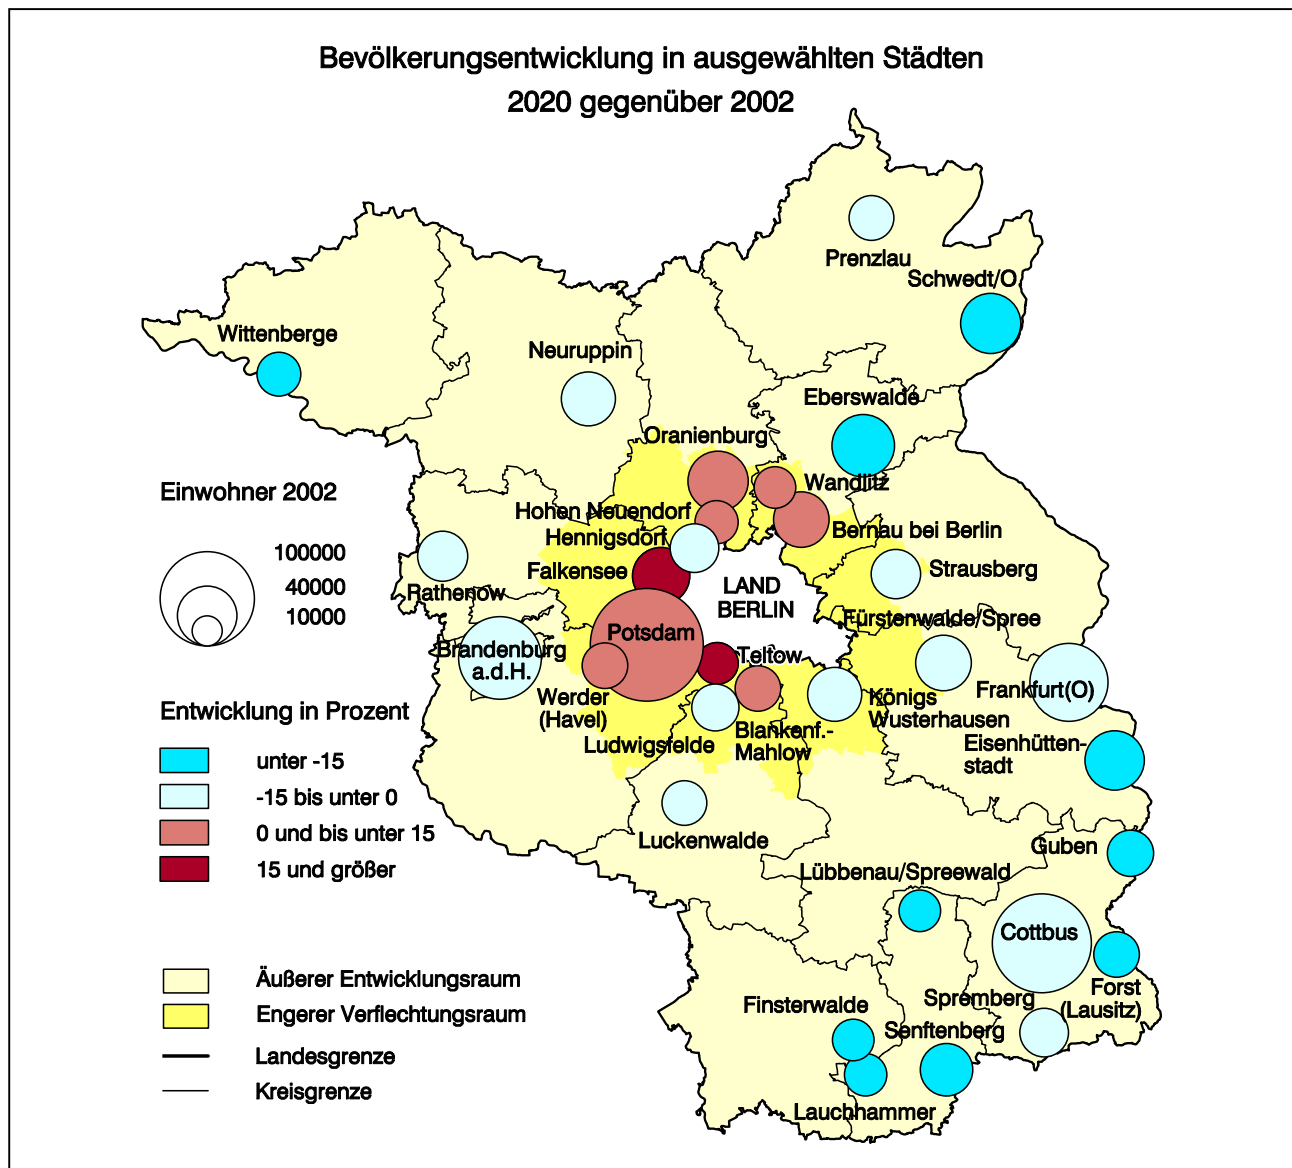 Bevölkerungsentwicklung in ausgewählten Städten
2020 gegenüber 2002
Prenzlau
Schwedt/O.
Wittenberge
Neuruppin
Eberswalde
Oranienburg
Wandlitz
Einwohner 2002
Hohen Neuendorf
Bernau bei Berlin
Hennigsdorf
100000
Falkensee
Strausberg
40000
LAND
BERLIN
Rathenow
10000
Fürstenwalde/Spree
Potsdam
Brandenburg
a.d.H.
Teltow
Frankfurt(O)
Werder
(Havel)
Königs
Wusterhausen
Entwicklung in Prozent
Blankenf.-
Mahlow
Ludwigsfelde
Eisenhütten-
stadt
unter -15
-15 bis unter 0
0 und bis unter 15
15 und größer
Luckenwalde
Guben
Lübbenau/Spreewald
Cottbus
Äußerer Entwicklungsraum
Engerer Verflechtungsraum
Landesgrenze
Kreisgrenze
Forst
(Lausitz)
Spremberg
Finsterwalde
Senftenberg
Lauchhammer